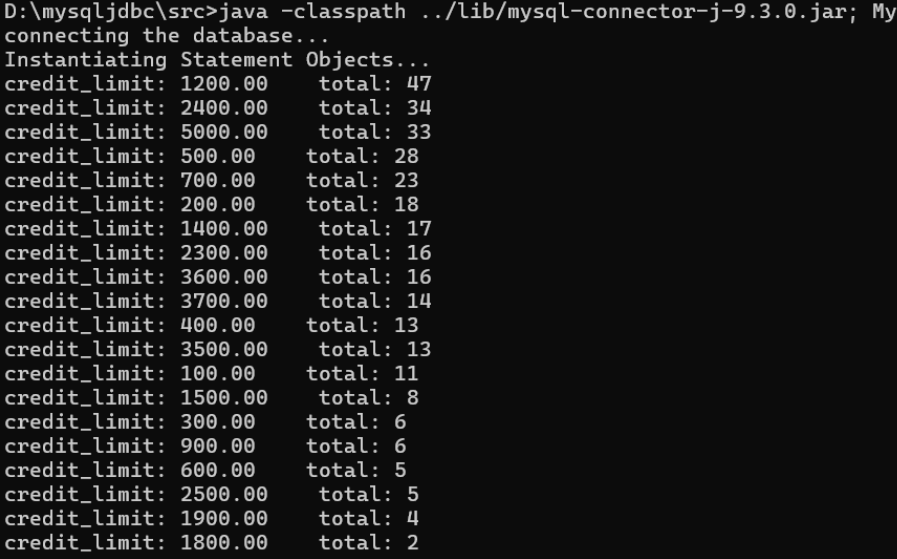 D:\mysqljdbc\src>java -classpath ../lib/mysql-connector-j-9.3.0.jar; My
connecting the database...
Instantiating Statement Objects...
credit_limit: 1200.00    total: 47
credit_limit: 2400.00    total: 34
credit_limit: 5000.00    total: 33
credit_limit: 500.00    total: 28
credit_limit: 700.00    total: 23
credit_limit: 200.00    total: 18
credit_limit: 1400.00    total: 17
credit_limit: 2300.00    total: 16
credit_limit: 3600.00    total: 16
credit_limit: 3700.00    total: 14
credit_limit: 400.00    total: 13
credit_limit: 3500.00    total: 13
credit_limit: 100.00    total: 11
credit_limit: 1500.00    total: 8
credit_limit: 300.00    total: 6
credit_limit: 900.00    total: 6
credit_limit: 600.00    total: 5
credit_limit: 2500.00    total: 5
credit_limit: 1900.00    total: 4
credit_limit: 1800.00    total: 2